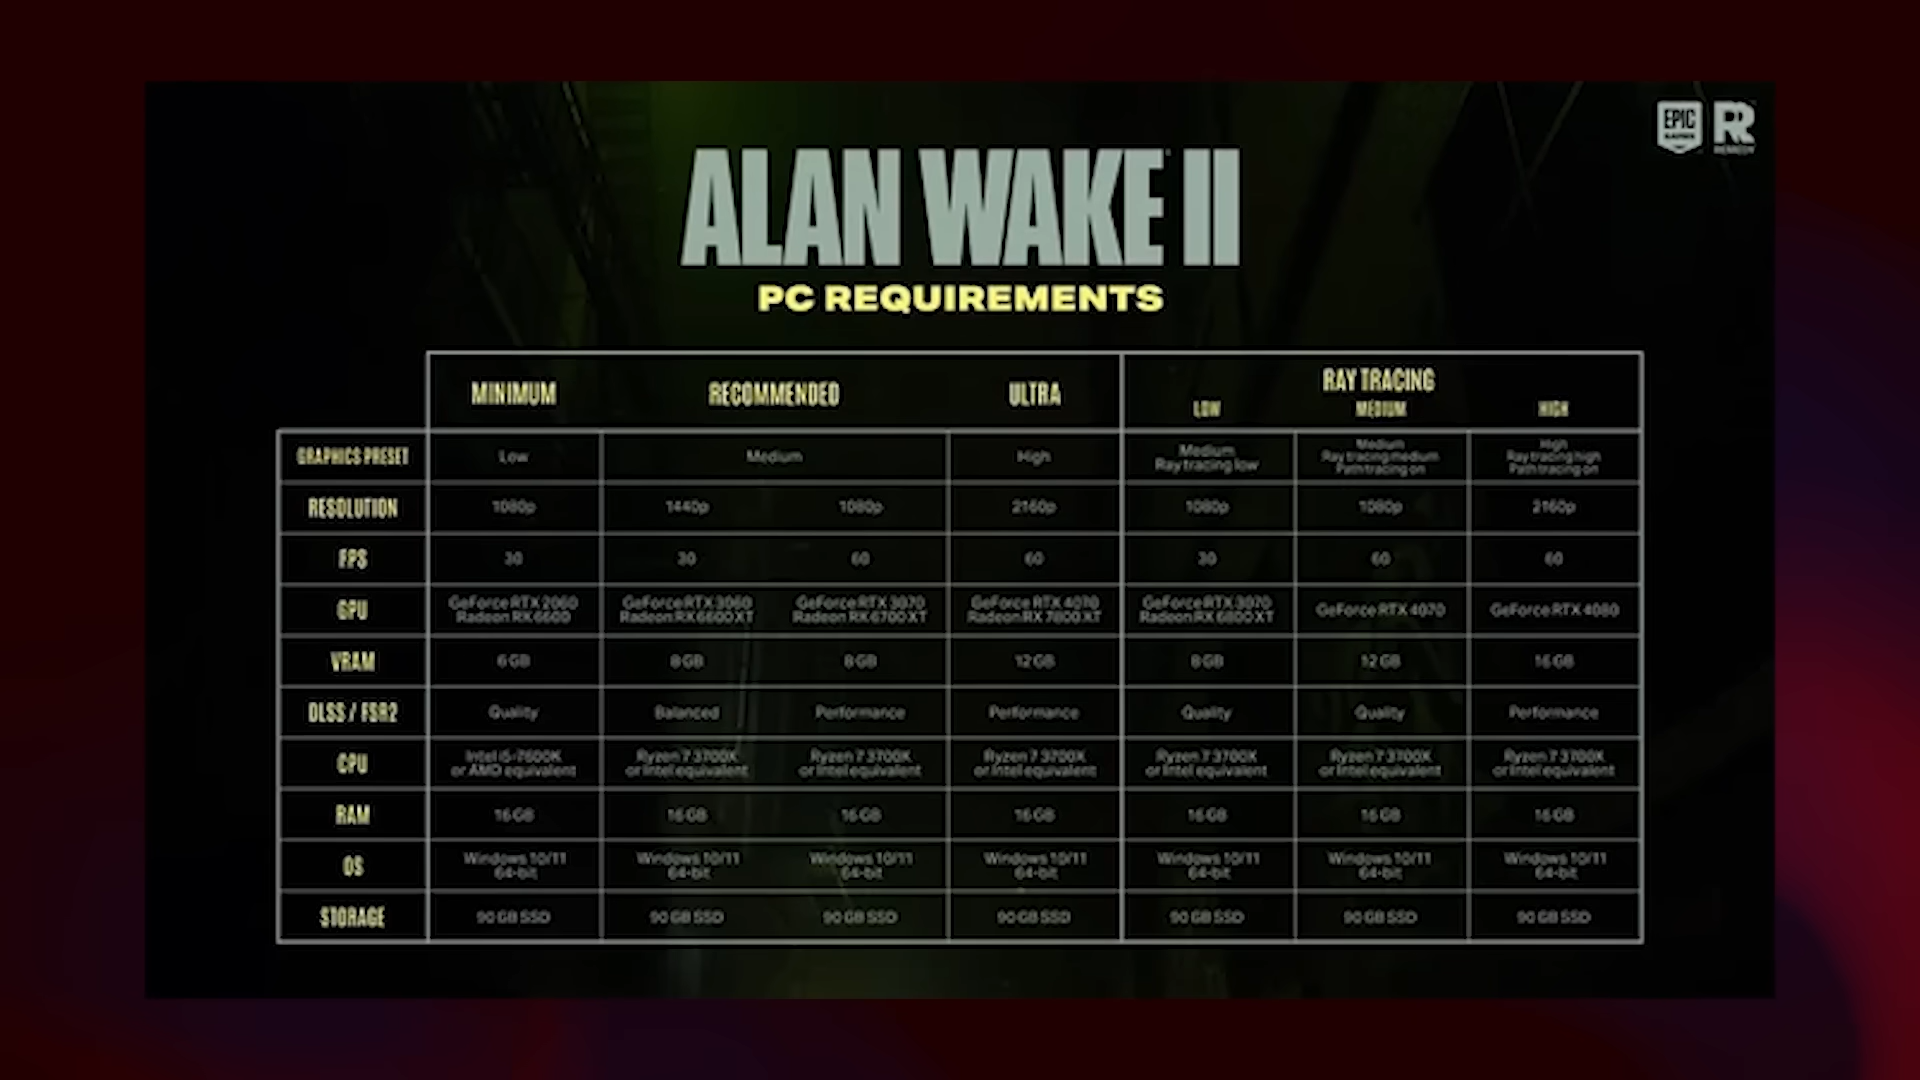 EPIC
GAMES
REMEDY
ALAN WAKE II
PC REQUIREMENTS
MINIMUM RECOMMENDED ULTRA RAY TRACING
LOW MEDIUM HIGH
GRAPHICS PRESET Low Medium High Medium Ray tracing low Medium Ray tracing medium Path tracing on High Ray tracing high Path tracing on
RESOLUTION 1080p 1440p 1080p 2160p 1080p 1080p 2160p
FPS 30 30 60 60 30 60 60
GPU GeForce RTX 2060 Radeon RX 6600 GeForce RTX 3060 Radeon RX 6600 XT GeForce RTX 3070 Radeon RX 6700 XT GeForce RTX 4070 Radeon RX 7800 XT GeForce RTX 3070 Radeon RX 6800 XT GeForce RTX 4070 GeForce RTX 4080
VRAM 6 GB 8 GB 8 GB 12 GB 8 GB 12 GB 16 GB
DLSS / FSR2 Quality Balanced Performance Performance Quality Quality Performance
CPU Intel i5-7600K or AMD equivalent Ryzen 7 3700X or Intel equivalent Ryzen 7 3700X or Intel equivalent Ryzen 7 3700X or Intel equivalent Ryzen 7 3700X or Intel equivalent Ryzen 7 3700X or Intel equivalent Ryzen 7 3700X or Intel equivalent
RAM 16 GB 16 GB 16 GB 16 GB 16 GB 16 GB 16 GB
OS Windows 10/11 64-bit Windows 10/11 64-bit Windows 10/11 64-bit Windows 10/11 64-bit Windows 10/11 64-bit Windows 10/11 64-bit Windows 10/11 64-bit
STORAGE 90 GB SSD 90 GB SSD 90 GB SSD 90 GB SSD 90 GB SSD 90 GB SSD 90 GB SSD